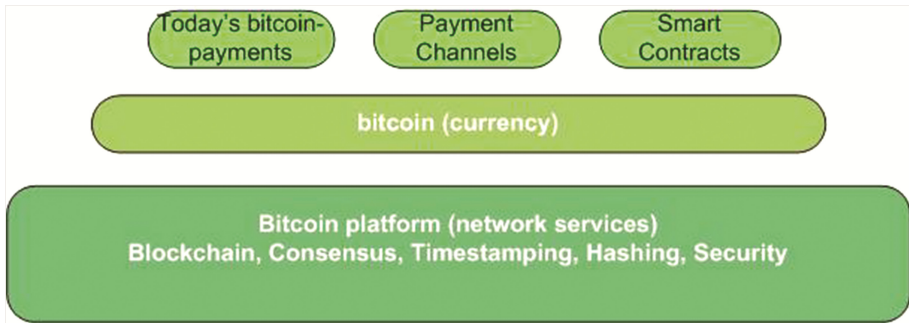 Today's bitcoin-
payments
Payment
Channels
Smart
Contracts
bitcoin (currency)
Bitcoin platform (network services)
Blockchain, Consensus, Timestamping, Hashing, Security